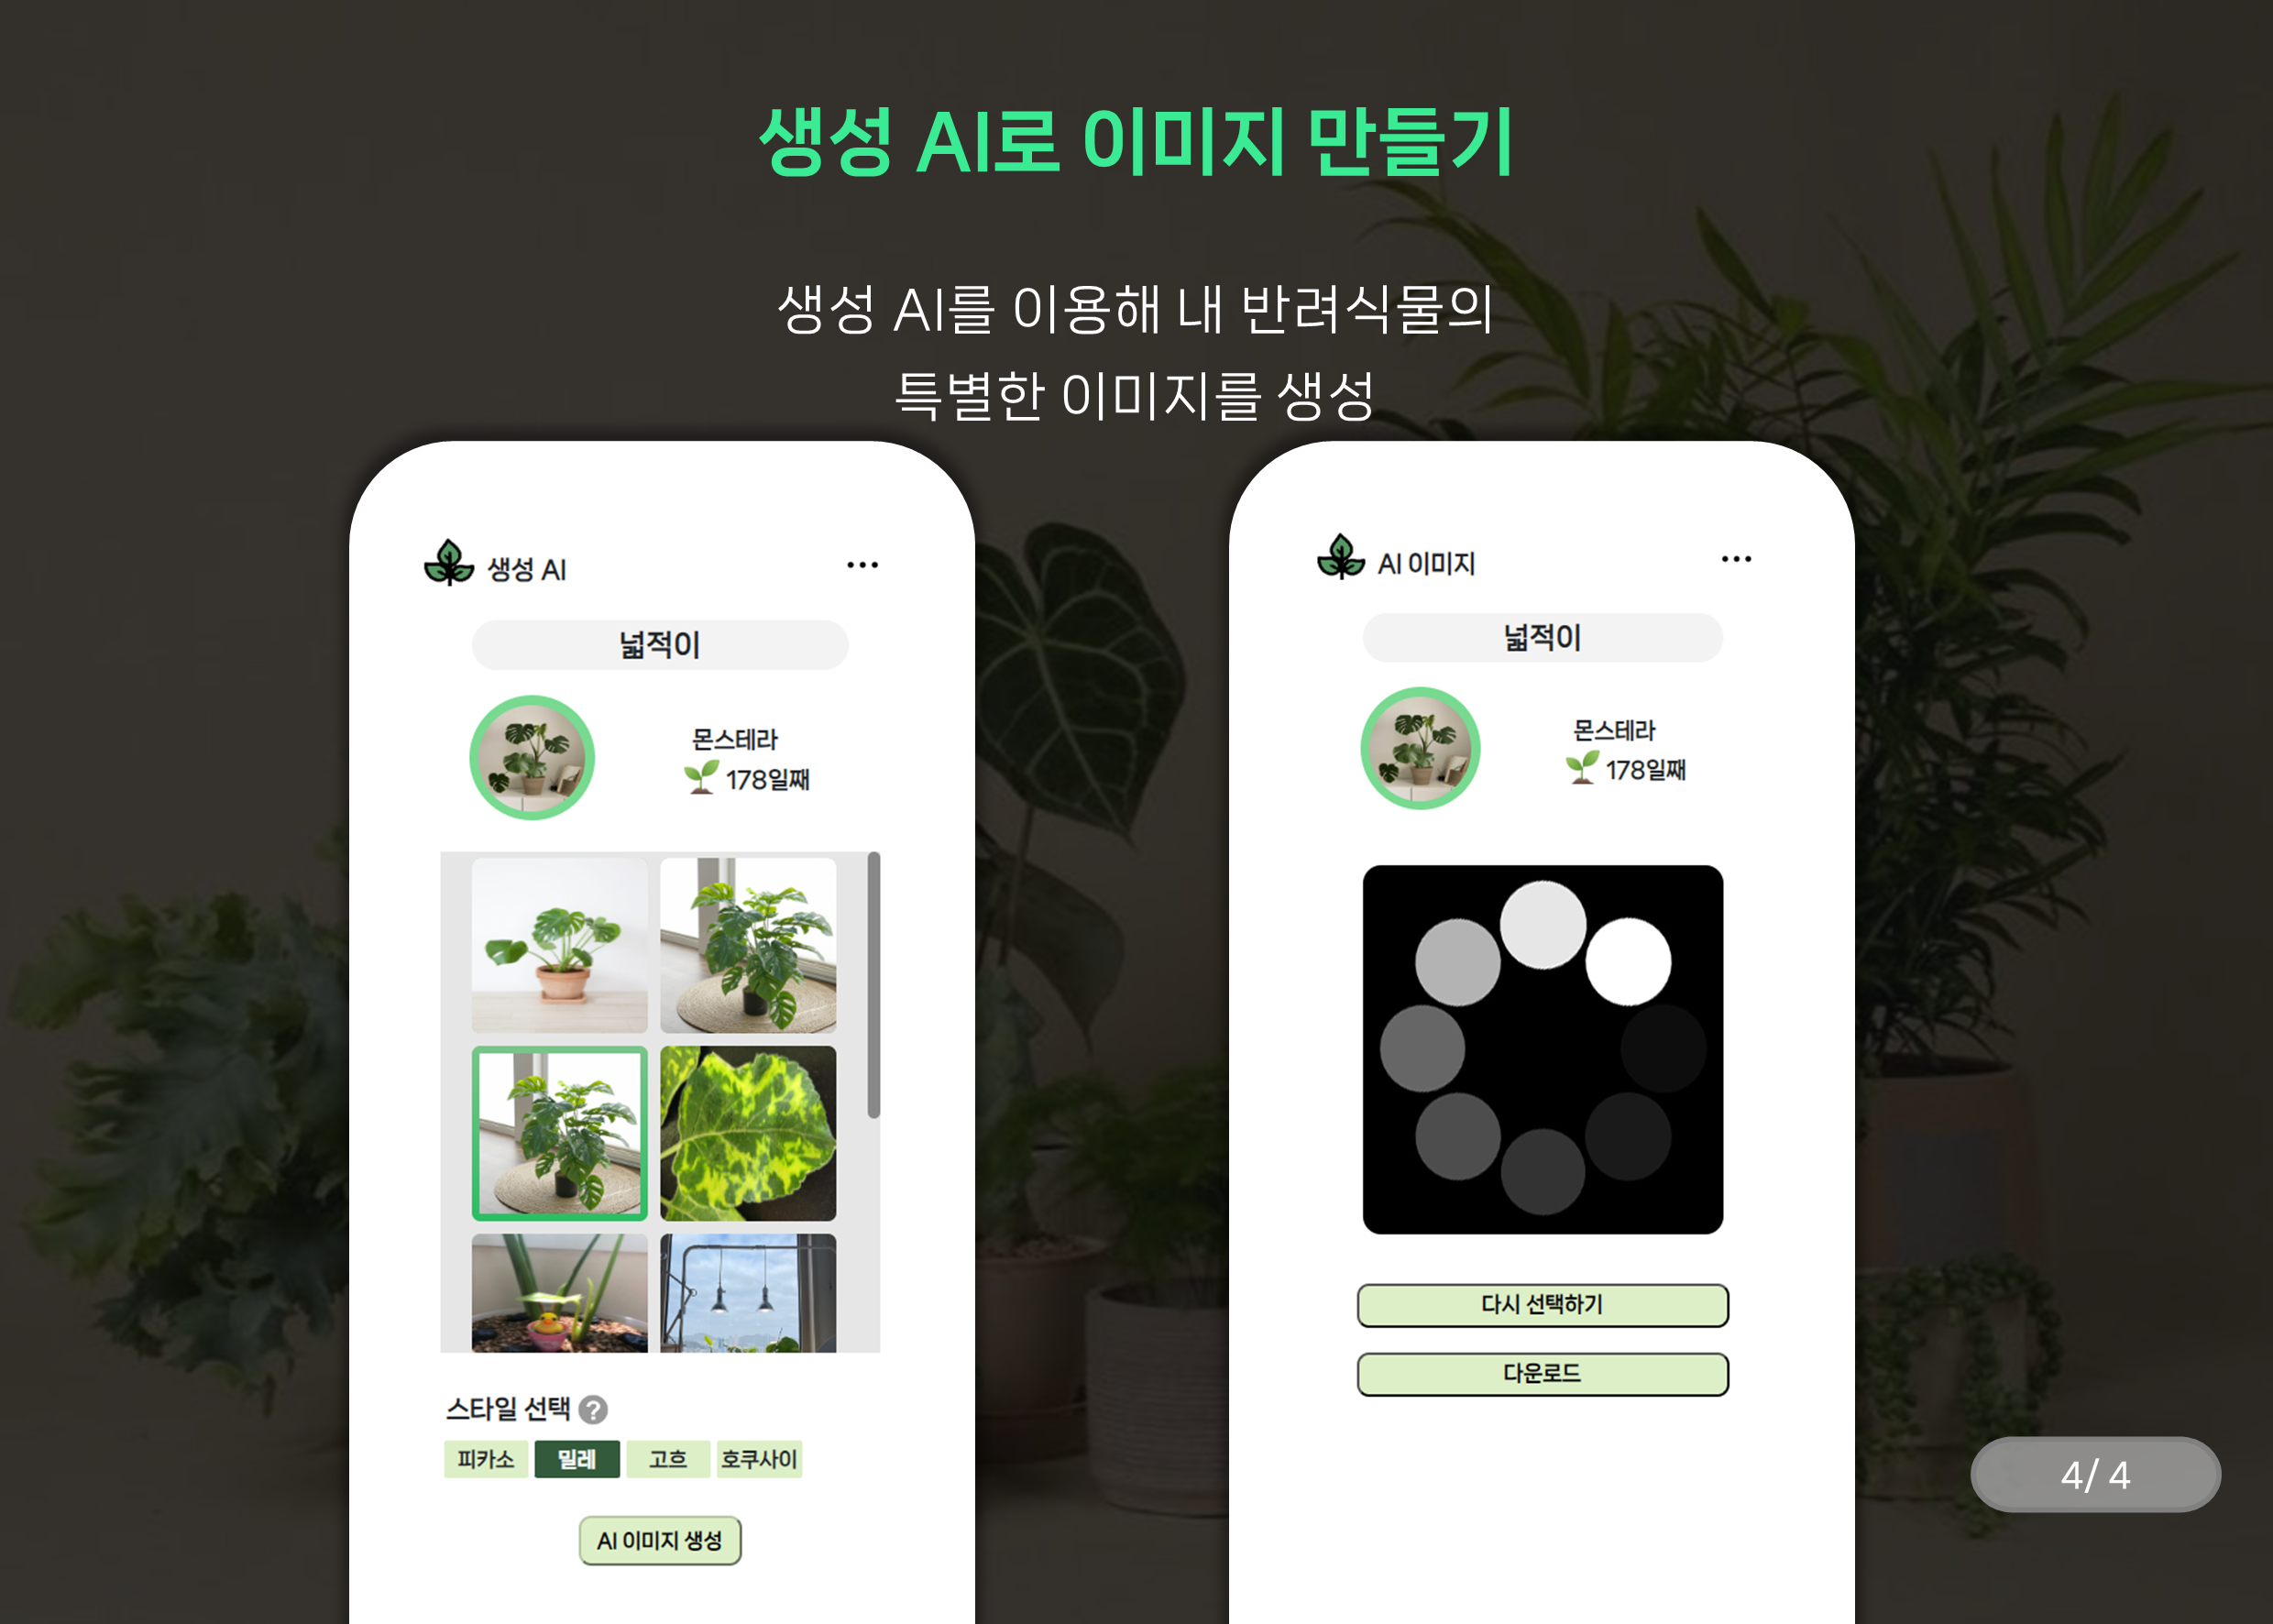 생성 AI로 이미지 만들기
생성 AI를 이용해 내 반려식물의
특별한 이미지를 생성
생성 AI
넓적이
몬스테라
178일째
스타일 선택 ?
피카소 밀레 고흐 호쿠사이
AI 이미지 생성
AI 이미지
넓적이
몬스테라
178일째
다시 선택하기
다운로드
4/ 4